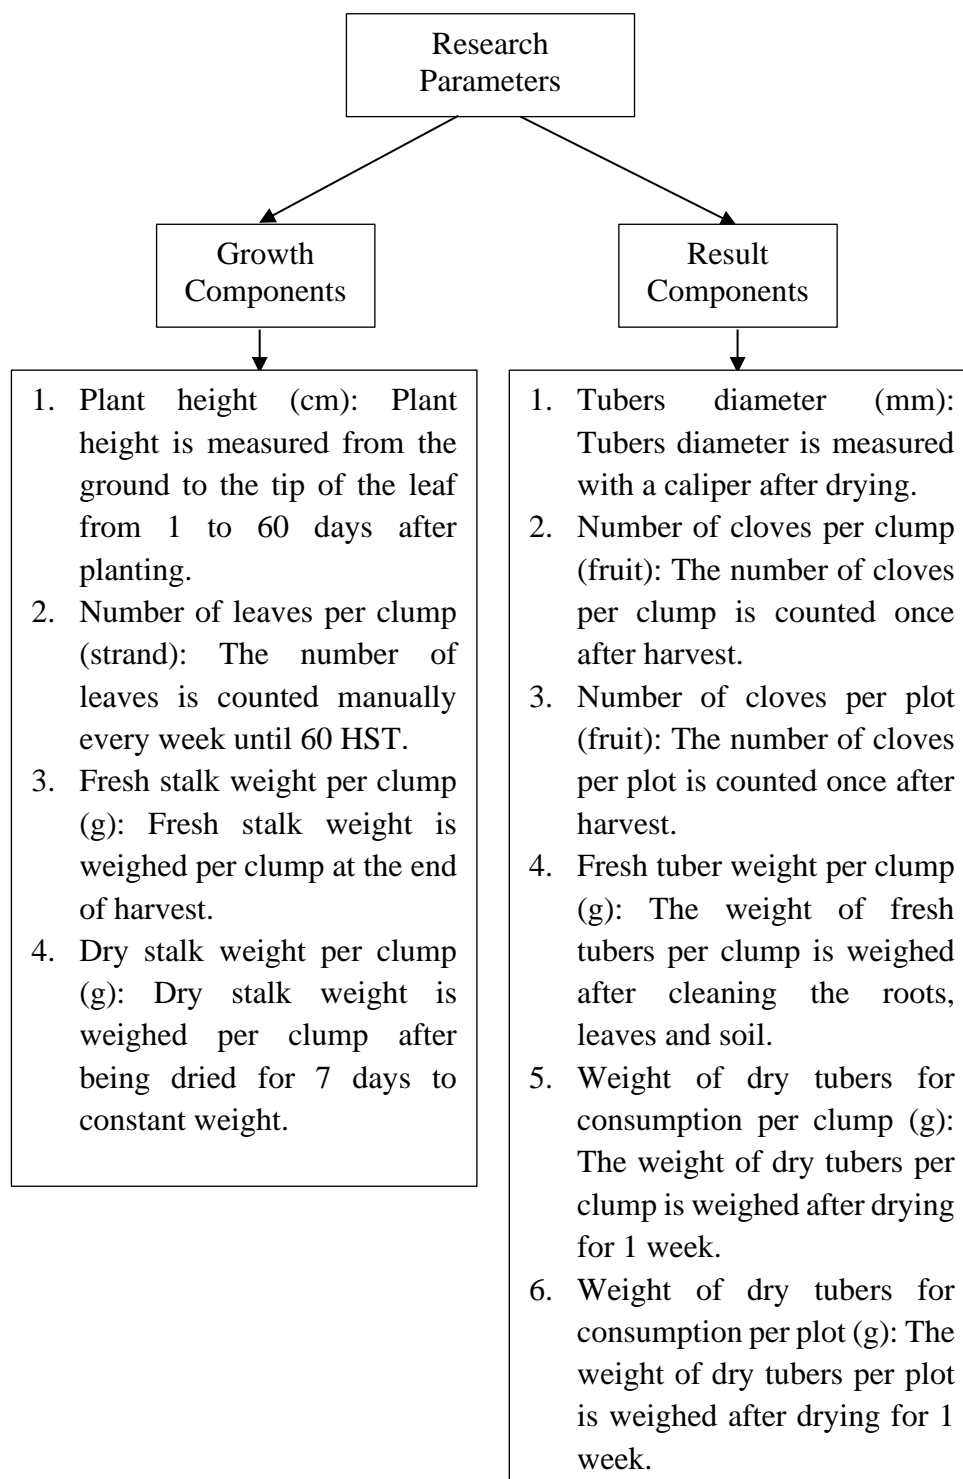 Research
Parameters
Growth
Components
Result
Components
1. Plant height (cm): Plant
height is measured from the
ground to the tip of the leaf
from 1 to 60 days after
planting.
2. Number of leaves per clump
(strand): The number of
leaves is counted manually
every week until 60 HST.
3. Fresh stalk weight per clump
(g): Fresh stalk weight is
weighed per clump at the end
of harvest.
4. Dry stalk weight per clump
(g): Dry stalk weight is
weighed per clump after
being dried for 7 days to
constant weight.
1. Tubers diameter (mm):
Tubers diameter is measured
with a caliper after drying.
2. Number of cloves per clump
(fruit): The number of cloves
per clump is counted once
after harvest.
3. Number of cloves per plot
(fruit): The number of cloves
per plot is counted once after
harvest.
4. Fresh tuber weight per clump
(g): The weight of fresh
tubers per clump is weighed
after cleaning the roots,
leaves and soil.
5. Weight of dry tubers for
consumption per clump (g):
The weight of dry tubers per
clump is weighed after drying
for 1 week.
6. Weight of dry tubers for
consumption per plot (g): The
weight of dry tubers per plot
is weighed after drying for 1
week.